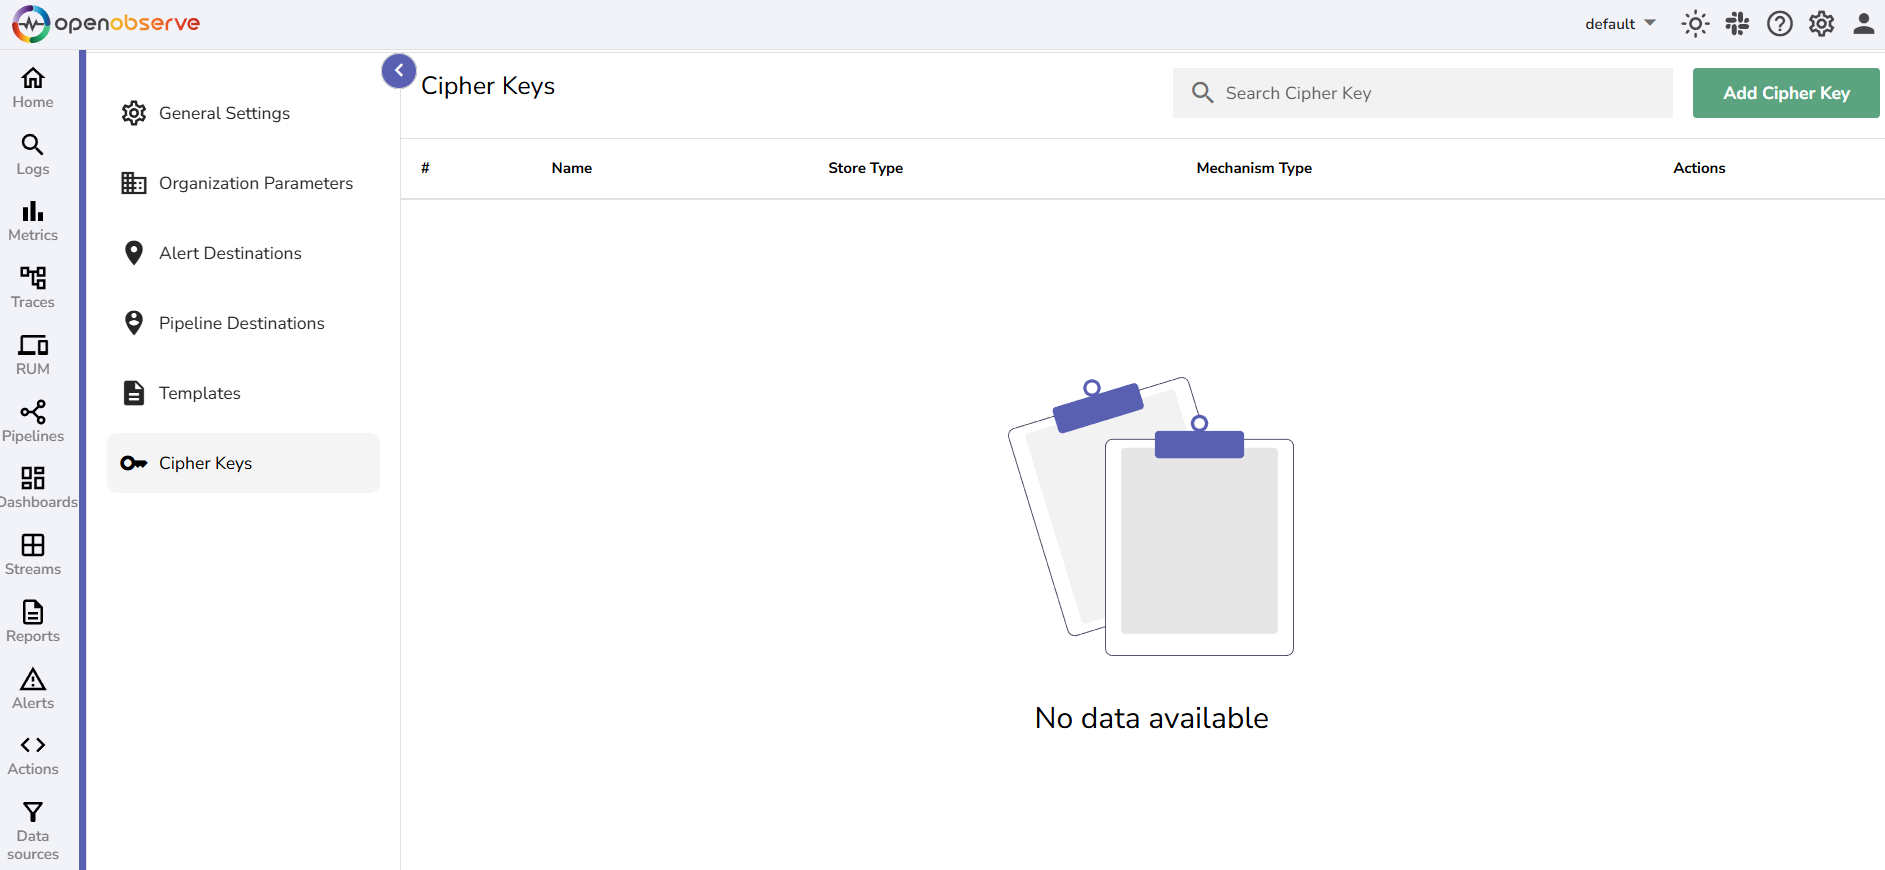 openobserve
default
Home
Logs
Metrics
Traces
RUM
Pipelines
Dashboards
Streams
Reports
Alerts
Actions
Data
sources
General Settings
Organization Parameters
Alert Destinations
Pipeline Destinations
Templates
Cipher Keys
Cipher Keys
Search Cipher Key
Add Cipher Key
# Name Store Type Mechanism Type Actions
No data available